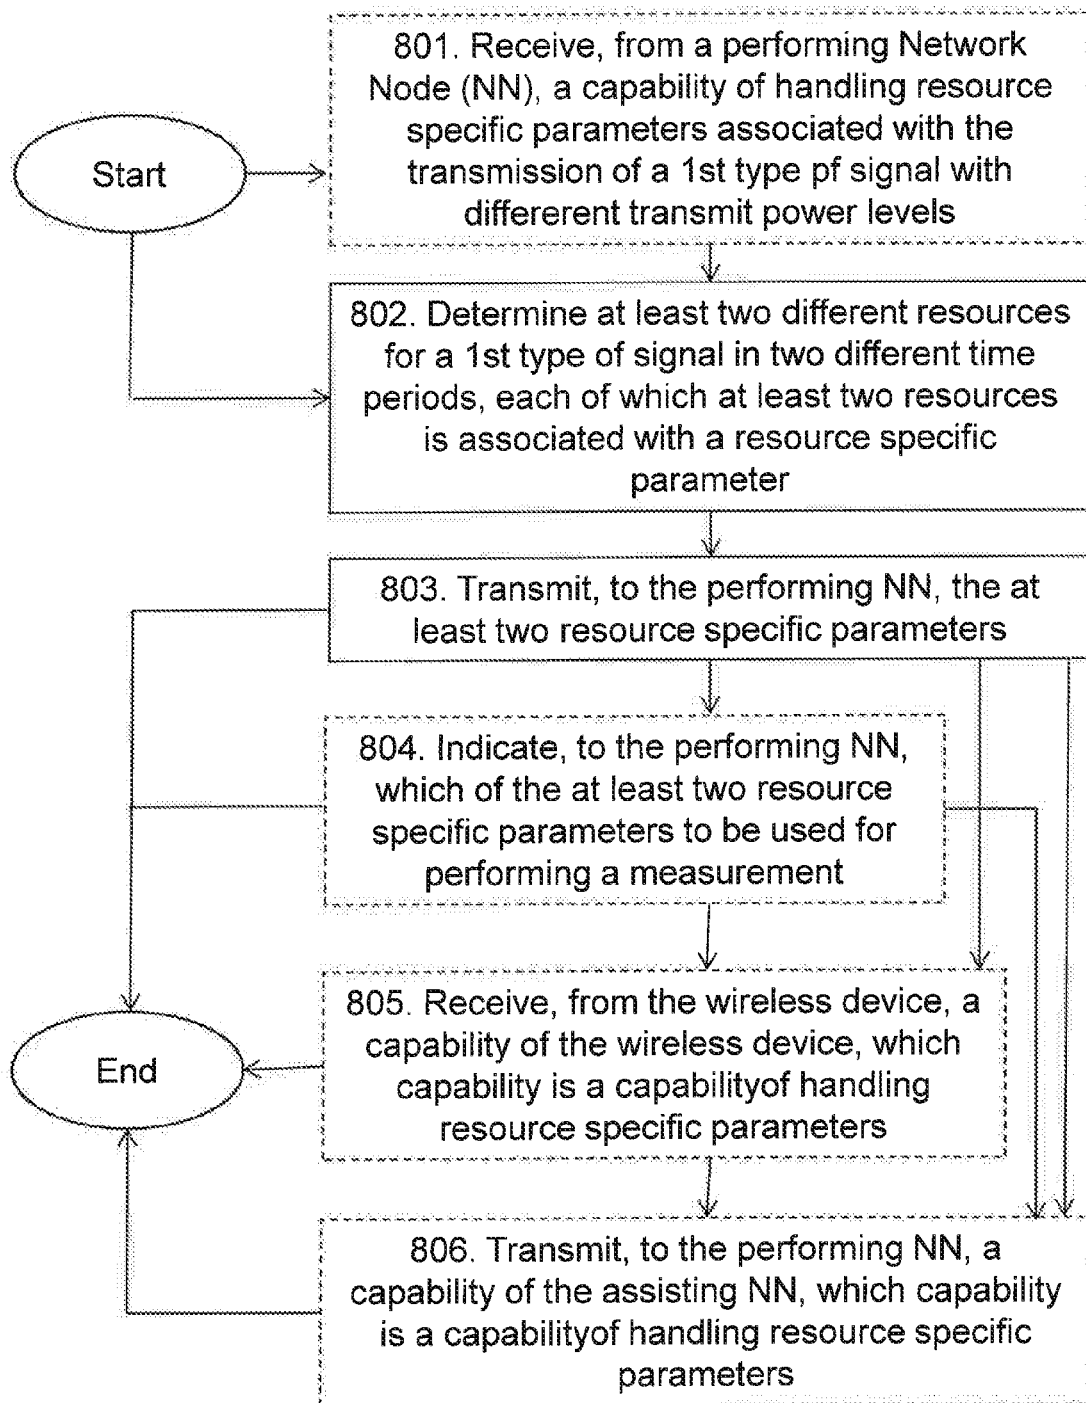 801. Receive, from a performing Network
Node (NN), a capability of handling resource
specific parameters associated with the
transmission of a 1st type pf signal with
differerent transmit power levels
Start
802. Determine at least two different resources
for a 1st type of signal in two different time
periods, each of which at least two resources
is associated with a resource specific
parameter
803. Transmit, to the performing NN, the at
least two resource specific parameters
804. Indicate, to the performing NN,
which of the at least two resource
specific parameters to be used for
performing a measurement
805. Receive, from the wireless device, a
capability of the wireless device, which
capability is a capabilityof handling
resource specific parameters
End
806. Transmit, to the performing NN, a
capability of the assisting NN, which capability
is a capabilityof handling resource specific
parameters